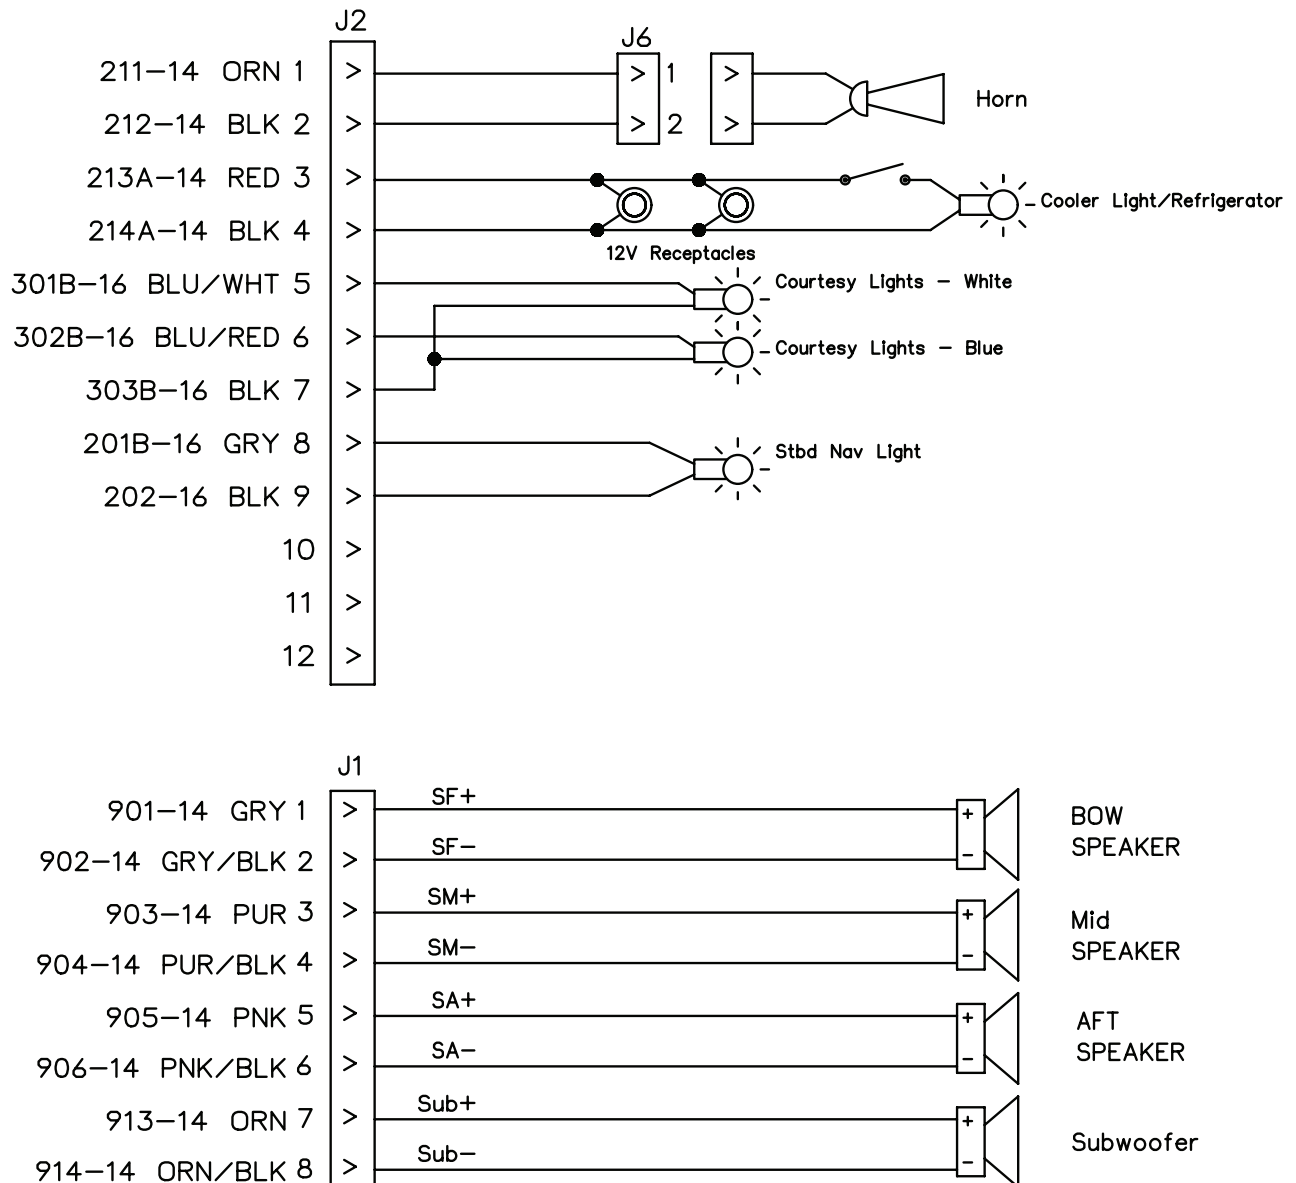 J2
J6
211-14 ORN 1
1
Horn
212-14 BLK 2
2
213A-14 RED 3
Cooler Light/Refrigerator
214A-14 BLK 4
12V Receptacles
301B-16 BLU/WHT 5
Courtesy Lights - White
302B-16 BLU/RED 6
Courtesy Lights - Blue
303B-16 BLK 7
201B-16 GRY 8
Stbd Nav Light
202-16 BLK 9
10
11
12
J1
901-14 GRY 1
SF+
+
BOW
SPEAKER
902-14 GRY/BLK 2
SF-
-
903-14 PUR 3
SM+
+
Mid
SPEAKER
904-14 PUR/BLK 4
SM-
-
905-14 PNK 5
SA+
+
AFT
SPEAKER
906-14 PNK/BLK 6
SA-
-
913-14 ORN 7
Sub+
+
Subwoofer
914-14 ORN/BLK 8
Sub-
-